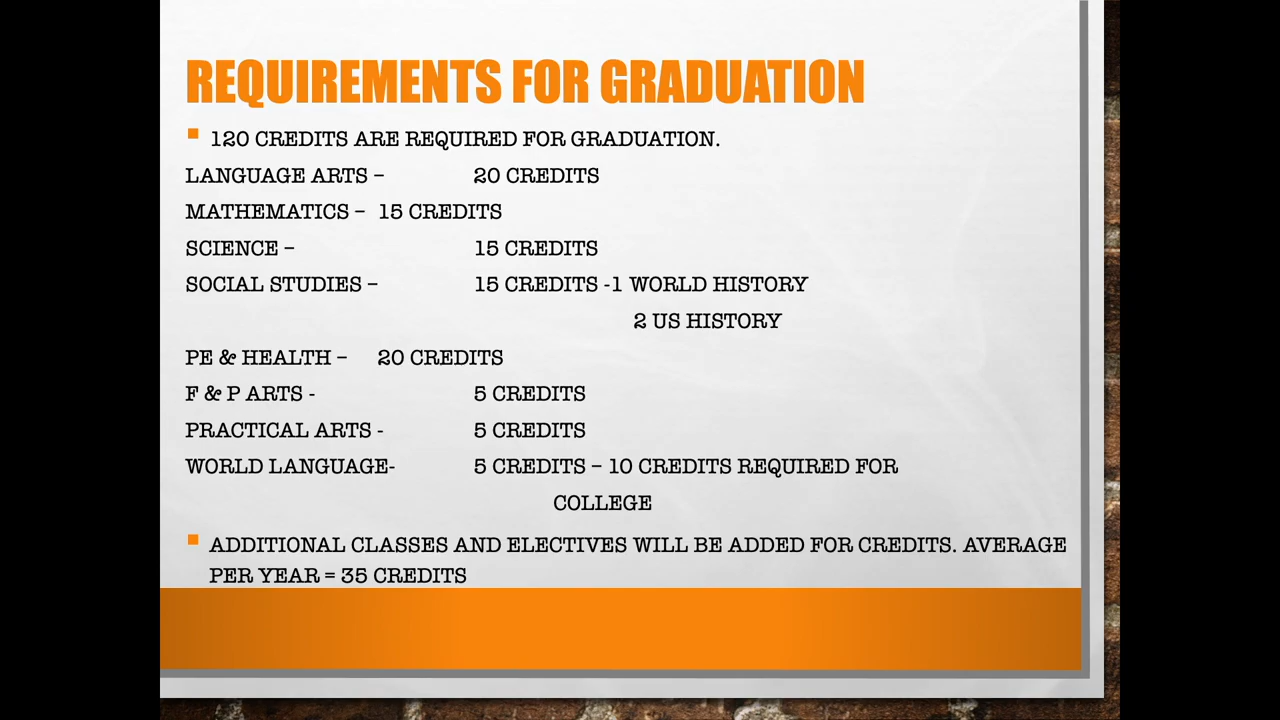 REQUIREMENTS FOR GRADUATION
▪ 120 CREDITS ARE REQUIRED FOR GRADUATION.
LANGUAGE ARTS – 20 CREDITS
MATHEMATICS – 15 CREDITS
SCIENCE – 15 CREDITS
SOCIAL STUDIES – 15 CREDITS -1 WORLD HISTORY
2 US HISTORY
PE & HEALTH – 20 CREDITS
F & P ARTS - 5 CREDITS
PRACTICAL ARTS - 5 CREDITS
WORLD LANGUAGE- 5 CREDITS – 10 CREDITS REQUIRED FOR
COLLEGE
▪ ADDITIONAL CLASSES AND ELECTIVES WILL BE ADDED FOR CREDITS. AVERAGE
PER YEAR = 35 CREDITS